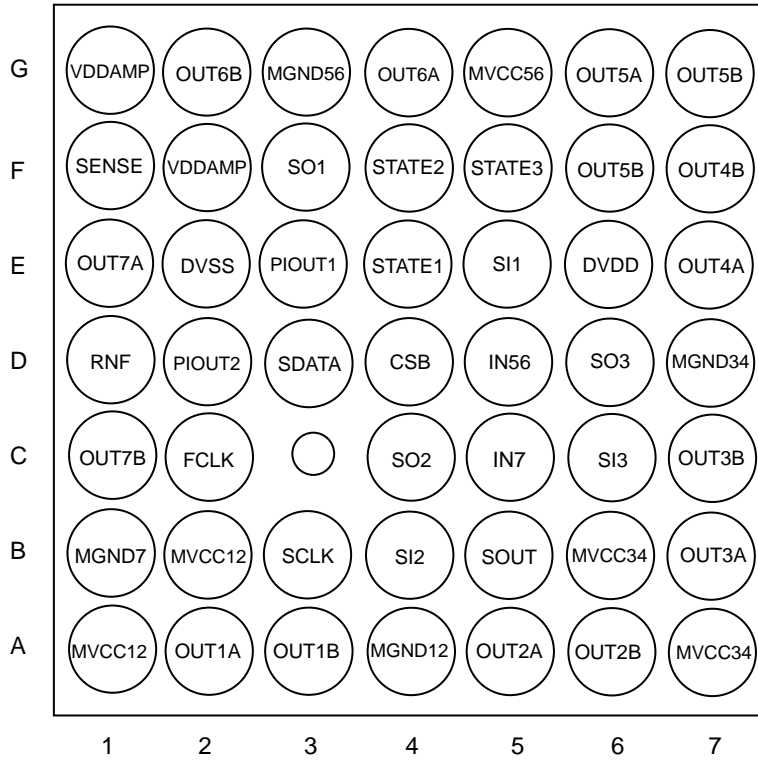 G VDDAMP OUT6B MGND56 OUT6A MVCC56 OUT5A OUT5B
F SENSE VDDAMP SO1 STATE2 STATE3 OUT5B OUT4B
E OUT7A DVSS PIOUT1 STATE1 SI1 DVDD OUT4A
D RNF PIOUT2 SDATA CSB IN56 SO3 MGND34
C OUT7B FCLK SO2 IN7 SI3 OUT3B
B MGND7 MVCC12 SCLK SI2 SOUT MVCC34 OUT3A
A MVCC12 OUT1A OUT1B MGND12 OUT2A OUT2B MVCC34
1 2 3 4 5 6 7